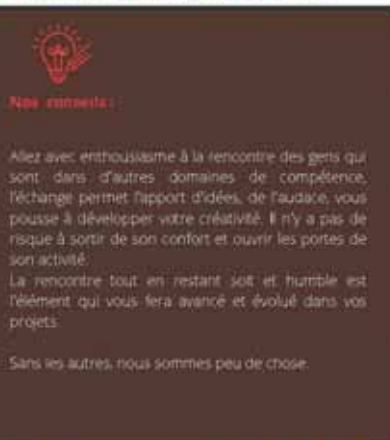 Nos conseils :
Allez avec enthousiasme à la rencontre des gens qui
sont dans d'autres domaines de compétence,
l'échange permet l'apport d'idées, de l'audace, vous
pousse à développer votre créativité. Il n'y a pas de
risque à sortir de son confort et ouvrir les portes de
son activité.
La rencontre tout en restant soit et humble est
l'élément qui vous fera avancé et évolué dans vos
projets.
Sans les autres, nous sommes peu de chose.